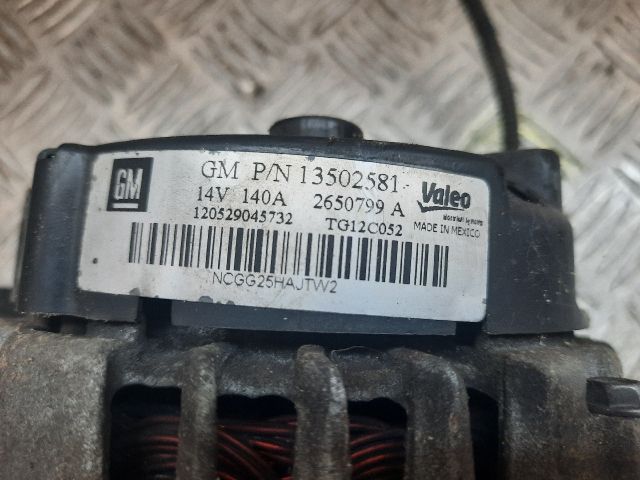 GM
GM P/N 13502581
14V 140A 2650799 A
120529045732 TG12C052
Valeo
MADE IN MEXICO
NCGG25HAJTW2